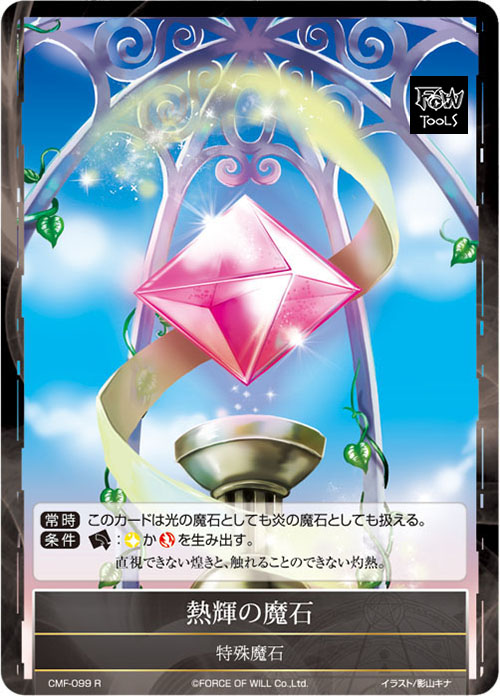 FOW
TOOLS
常時 このカードは光の魔石としても炎の魔石としても扱える。
条件 : か を生み出す。
直視できない煌きと、触れることのできない灼熱。
熱輝の魔石
特殊魔石
CMF-099 R ©FORCE OF WILL Co.,Ltd. イラスト/影山キナ